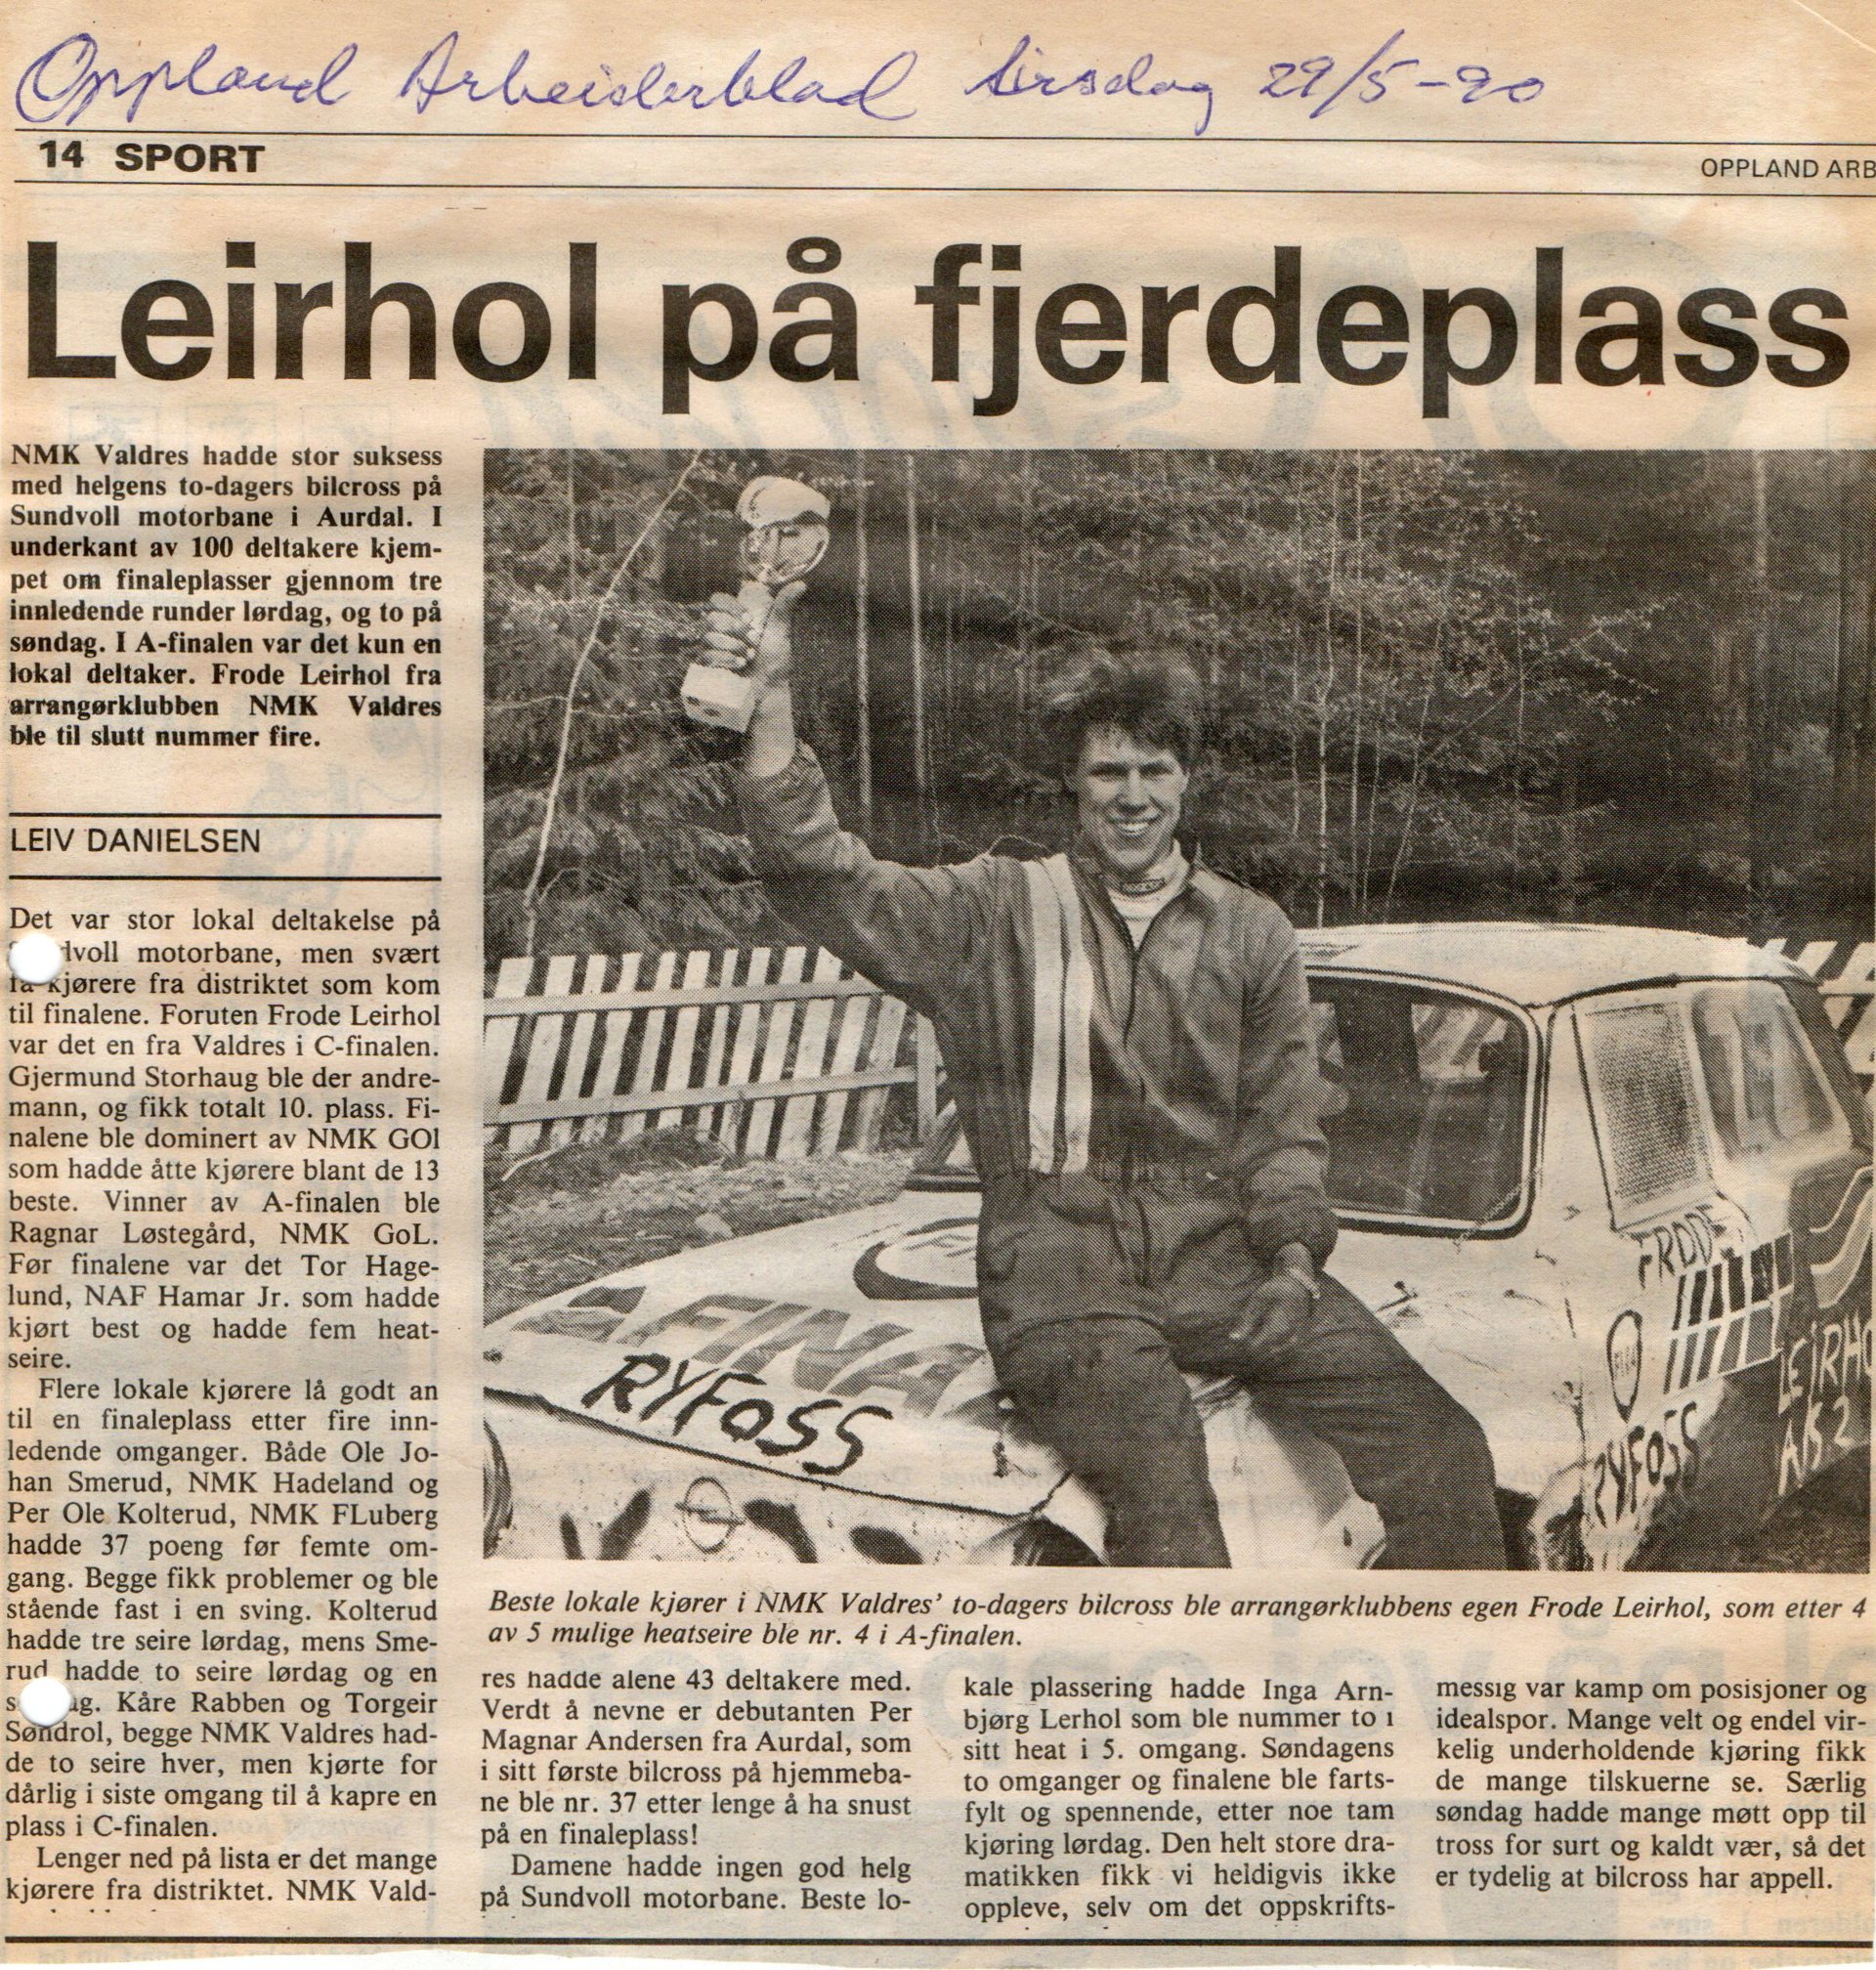 Oppland Arbeiderblad tirsdag 29/5-90
14 SPORT
OPPLAND ARB
Leirhol på fjerdeplass
NMK Valdres hadde stor suksess
med helgens to-dagers bilcross på
Sundvoll motorbane i Aurdal. I
underkant av 100 deltakere kjem-
pet om finaleplasser gjennom tre
innledende runder lørdag, og to på
søndag. I A-finalen var det kun en
lokal deltaker. Frode Leirhol fra
arrangørklubben NMK Valdres
ble til slutt nummer fire.
LEIV DANIELSEN
Det var stor lokal deltakelse på
dvoll motorbane, men svært
få kjørere fra distriktet som kom
til finalene. Foruten Frode Leirhol
var det en fra Valdres i C-finalen.
Gjermund Storhaug ble der andre-
mann, og fikk totalt 10. plass. Fi-
nalene ble dominert av NMK GOl
som hadde åtte kjørere blant de 13
beste. Vinner av A-finalen ble
Ragnar Løstegård, NMK GoL.
Før finalene var det Tor Hage-
lund, NAF Hamar Jr. som hadde
kjørt best og hadde fem heat-
seire.
Flere lokale kjørere lå godt an
til en finaleplass etter fire inn-
ledende omganger. Både Ole Jo-
han Smerud, NMK Hadeland og
Per Ole Kolterud, NMK FLuberg
hadde 37 poeng før femte om-
gang. Begge fikk problemer og ble
stående fast i en sving. Kolterud
hadde tre seire lørdag, mens Sme-
rud hadde to seire lørdag og en
s ag. Kåre Rabben og Torgeir
Søndrol, begge NMK Valdres had-
de to seire hver, men kjørte for
dårlig i siste omgang til å kapre en
plass i C-finalen.
Lenger ned på lista er det mange
kjørere fra distriktet. NMK Vald-
FINA
RYFOSS
FRODE
FINA
LEIRHO
RYFOSS
Beste lokale kjører i NMK Valdres' to-dagers bilcross ble arrangørklubbens egen Frode Leirhol, som etter 4
av 5 mulige heatseire ble nr. 4 i A-finalen.
res hadde alene 43 deltakere med.
Verdt å nevne er debutanten Per
Magnar Andersen fra Aurdal, som
i sitt første bilcross på hjemmeba-
ne ble nr. 37 etter lenge å ha snust
på en finaleplass!
Damene hadde ingen god helg
på Sundvoll motorbane. Beste lo-
kale plassering hadde Inga Arn-
bjørg Lerhol som ble nummer to i
sitt heat i 5. omgang. Søndagens
to omganger og finalene ble farts-
fylt og spennende, etter noe tam
kjøring lørdag. Den helt store dra-
matikken fikk vi heldigvis ikke
oppleve, selv om det oppskrifts-
messig var kamp om posisjoner og
idealspor. Mange velt og endel vir-
kelig underholdende kjøring fikk
de mange tilskuerne se. Særlig
søndag hadde mange møtt opp til
tross for surt og kaldt vær, så det
er tydelig at bilcross har appell.